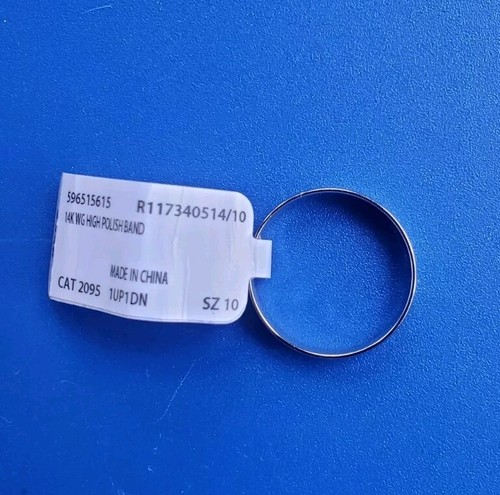 596515615 R117340514/10
14K WG HIGH POLISH BAND
MADE IN CHINA
CAT 2095 1UP1DN SZ 10